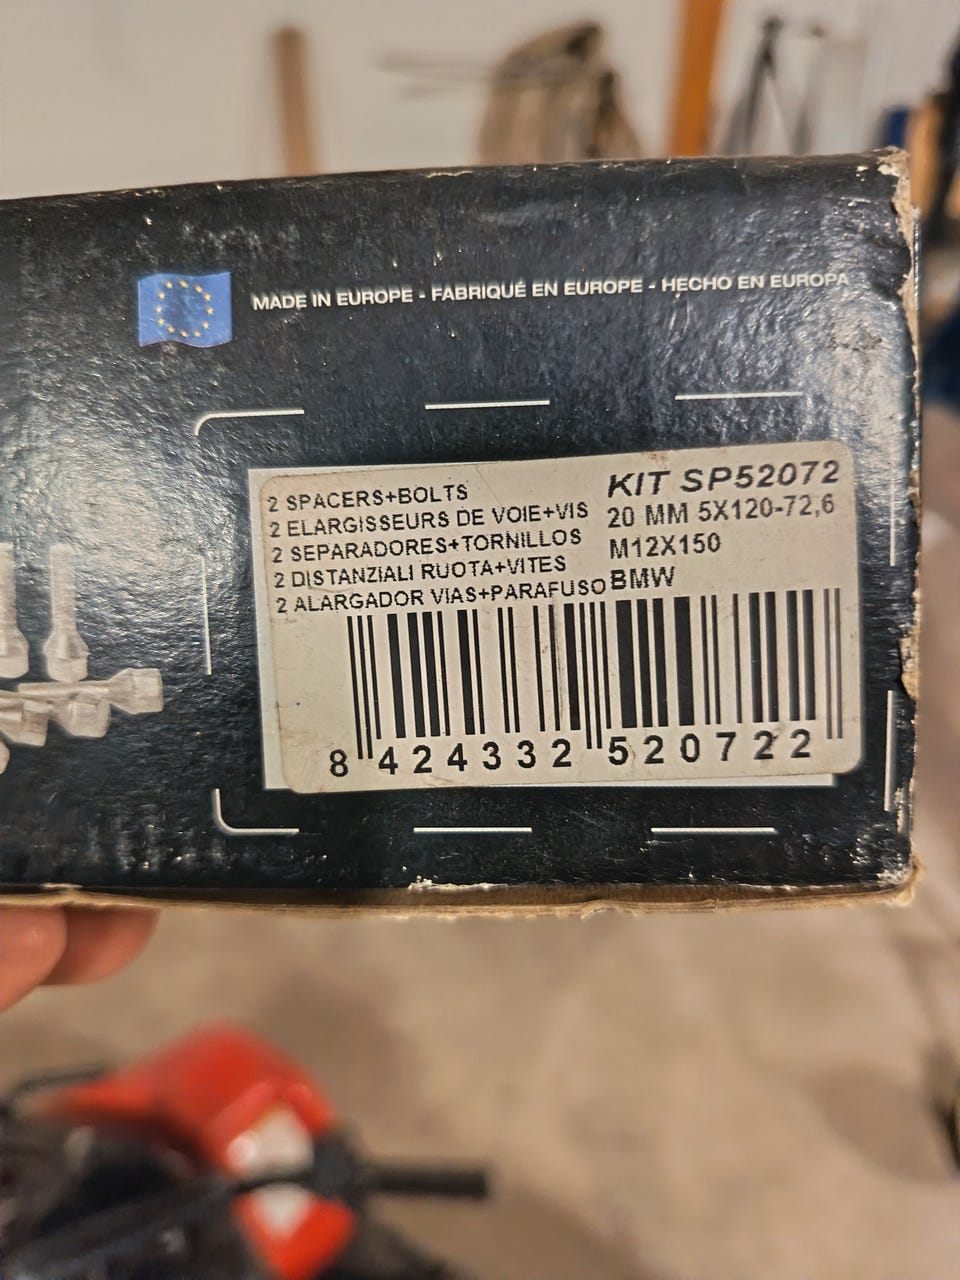 MADE IN EUROPE - FABRIQUÉ EN EUROPE - HECHO EN EUROPA
2 SPACERS+BOLTS
2 ELARGISSEURS DE VOIE+VIS
2 SEPARADORES+TORNILLOS
2 DISTANZIALI RUOTA+VITES
2 ALARGADOR VIAS+PARAFUSO
KIT SP52072
20 MM 5X120-72,6
M12X150
BMW
8 424332 520722